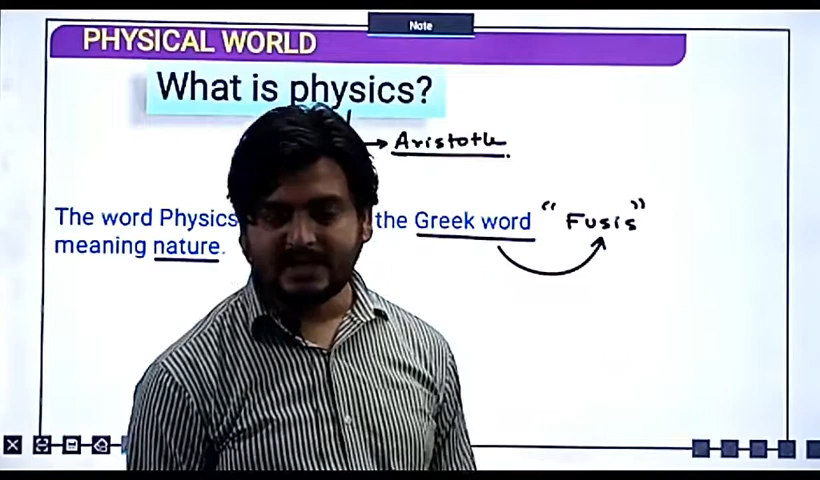 Note
PHYSICAL WORLD
What is physics?
Aristotle.
The word Physics the Greek word "Fusis"
meaning nature.